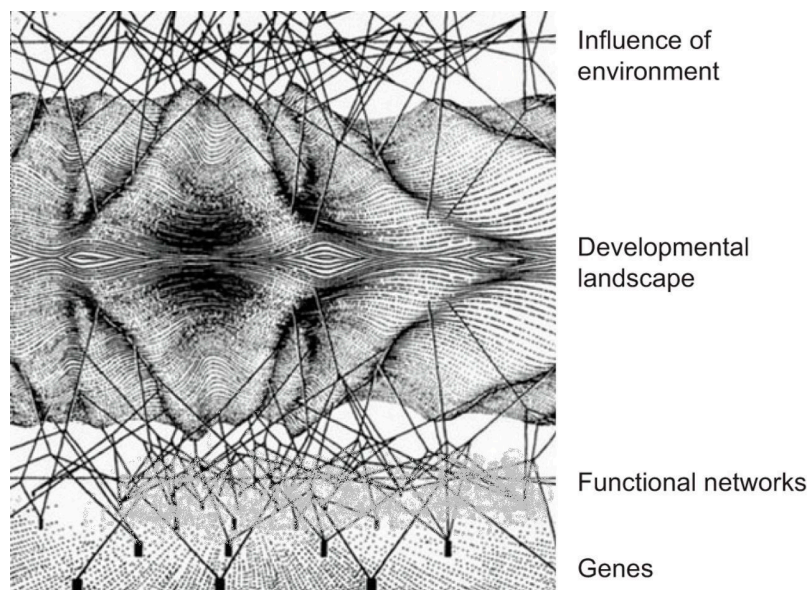 Influence of
environment
Developmental
landscape
Functional networks
Genes